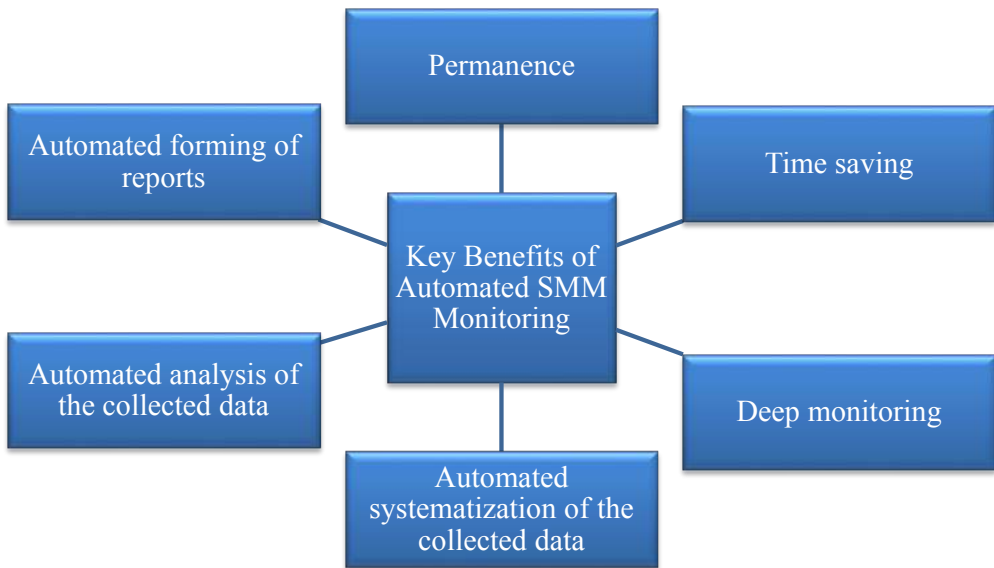 Permanence
Automated forming of
reports
Time saving
Key Benefits of
Automated SMM
Monitoring
Automated analysis of
the collected data
Deep monitoring
Automated
systematization of the
collected data